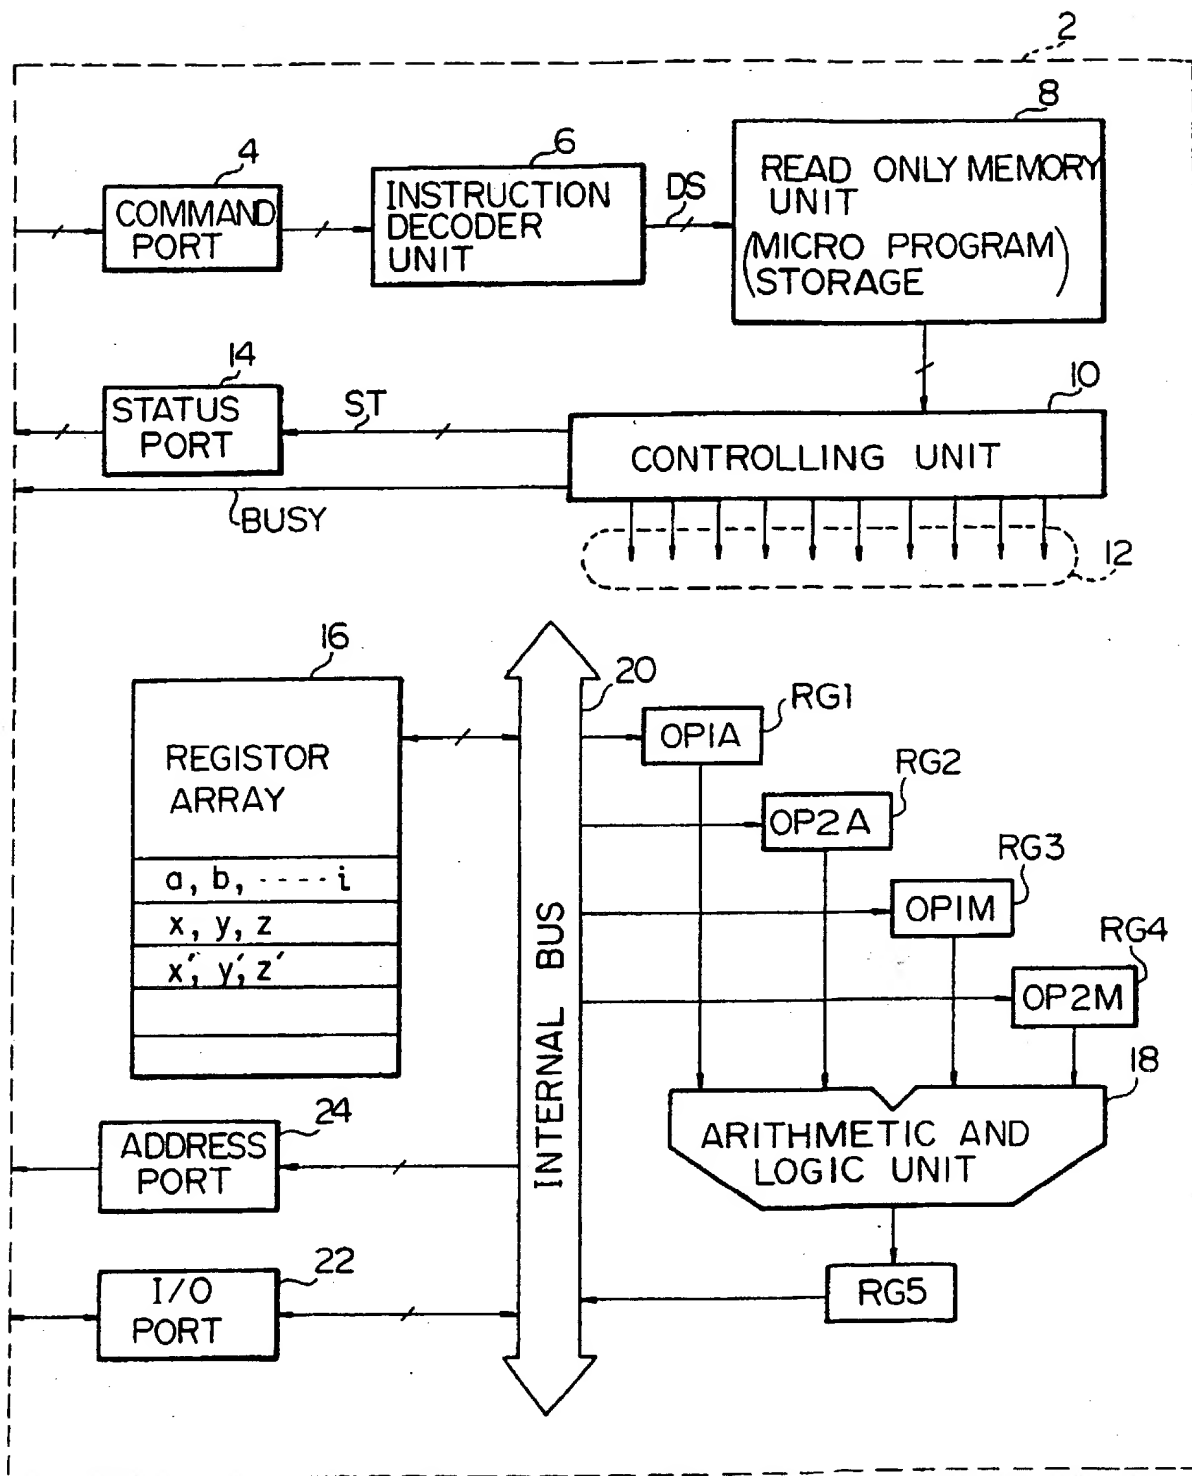 2
4
COMMAND
PORT
6
INSTRUCTION
DECODER
UNIT
DS
8
READ ONLY MEMORY
UNIT
(MICRO PROGRAM
STORAGE)
14
STATUS
PORT
ST
10
CONTROLLING UNIT
BUSY
12
16
REGISTOR
ARRAY
a, b, ---- i
x, y, z
x', y', z'
20
INTERNAL BUS
OP1A
RG1
OP2A
RG2
OP1M
RG3
OP2M
RG4
18
ARITHMETIC AND
LOGIC UNIT
RG5
24
ADDRESS
PORT
22
I/O
PORT